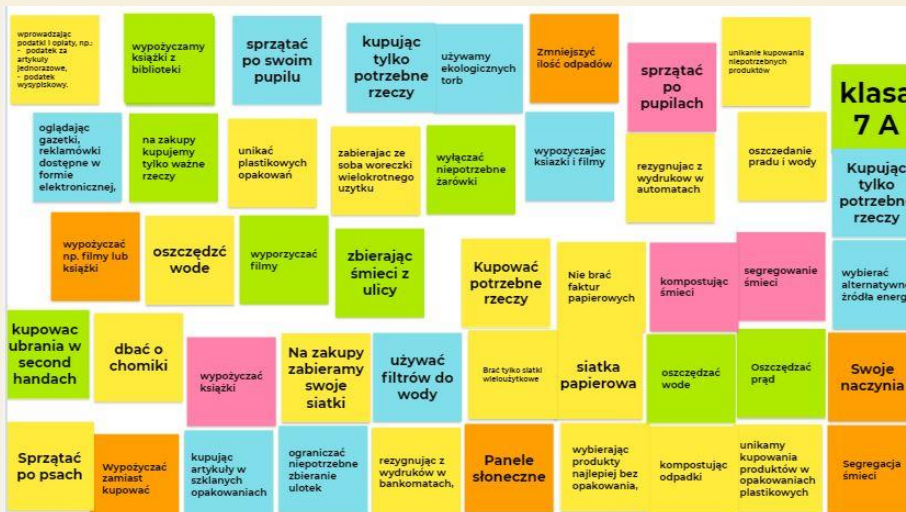 wprowadzając
podatki i opłaty, np.:
- podatek za
artykuły
jednorazowe,
- podatek
wysypiskowy.
wypożyczamy
książki z
biblioteki
sprzątać
po swoim
pupilu
kupując
tylko
potrzebne
rzeczy
używamy
ekologicznych
torb
Zmniejszyć
ilość odpadów
sprzątać
po
pupilach
unikanie kupowania
niepotrzebnych
produktów
klasa
7 A
oglądając
gazetki,
reklamówki
dostępne w
formie
elektronicznej,
na zakupy
kupujemy
tylko ważne
rzeczy
unikać
plastikowych
opakowań
zabierajac ze
soba woreczki
wielokrotnego
uzytku
wyłączać
niepotrzebne
żarówki
wypozyczajac
ksiazki i filmy
rezygnujac z
wydrukow w
automatach
oszczedanie
pradu i wody
Kupując
tylko
potrzebne
rzeczy
wypożyczać
np. filmy lub
książki
oszczędzć
wode
wyporzyczać
filmy
zbierając
śmieci z
ulicy
Kupować
potrzebne
rzeczy
Nie brać
faktur
papierowych
kompostując
śmieci
segregowanie
śmieci
wybierać
alternatywne
żródła energ
kupowac
ubrania w
second
handach
dbać o
chomiki
wypożyczać
książki
Na zakupy
zabieramy
swoje
siatki
używać
filtrów do
wody
Brać tylko siatki
wieloużytkowe
siatka
papierowa
oszczędzać
wode
Oszczędzać
prąd
Swoje
naczynia
Sprzątać
po psach
Wypożyczać
zamiast
kupować
kupując
artykuły w
szklanych
opakowaniach
ograniczać
niepotrzebne
zbieranie
ulotek
rezygnując z
wydruków w
bankomatach,
Panele
słoneczne
wybierając
produkty
najlepiej bez
opakowania,
kompostując
odpadki
unikamy
kupowania
produktów w
opakowaniach
plastikowych
Segregacja
śmieci